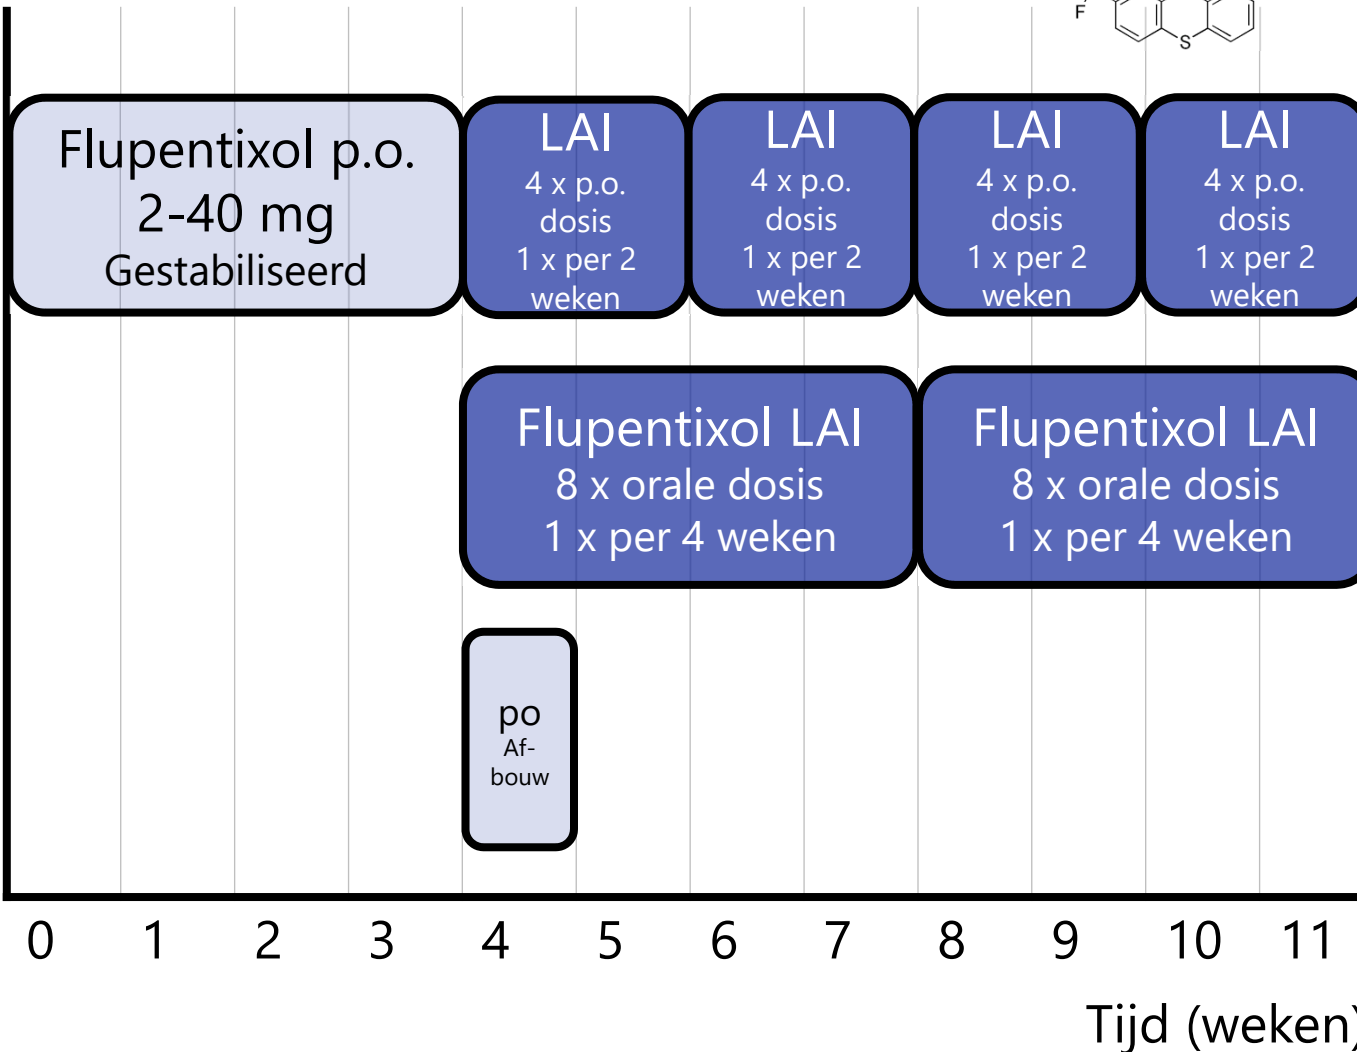 F
S
Flupentixol p.o.
2-40 mg
Gestabiliseerd
LAI
4 x p.o.
dosis
1 x per 2
weken
LAI
4 x p.o.
dosis
1 x per 2
weken
LAI
4 x p.o.
dosis
1 x per 2
weken
LAI
4 x p.o.
dosis
1 x per 2
weken
Flupentixol LAI
8 x orale dosis
1 x per 4 weken
Flupentixol LAI
8 x orale dosis
1 x per 4 weken
po
Af-
bouw
0 1 2 3 4 5 6 7 8 9 10 11
Tijd (weken)